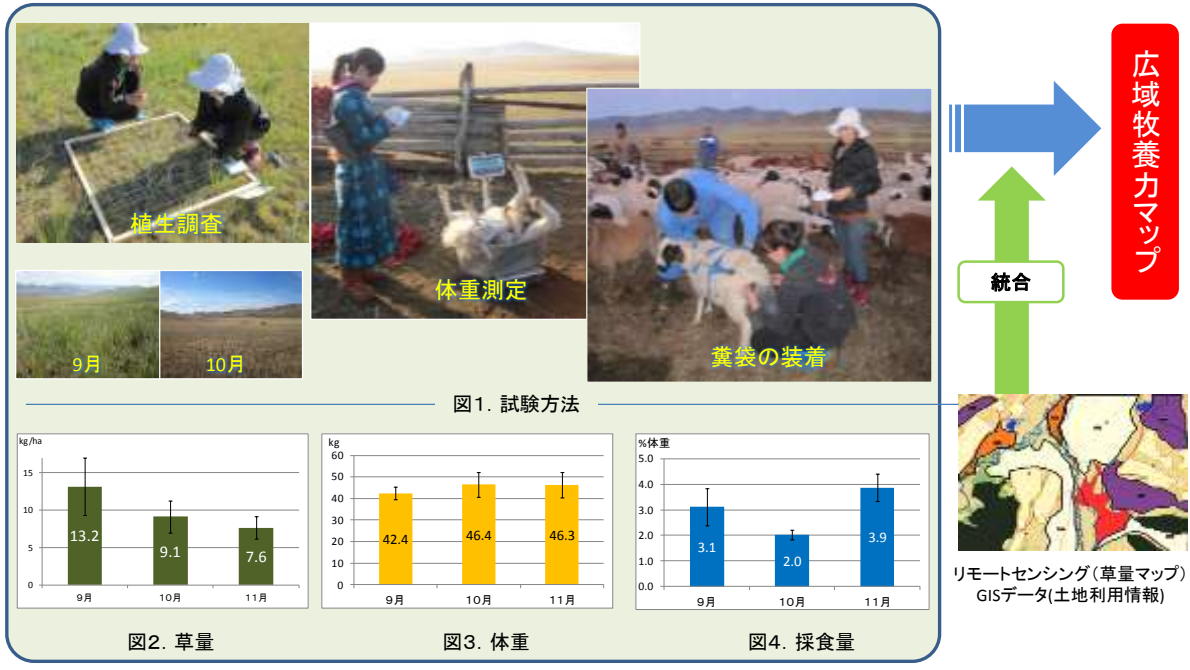 植生調査
体重測定
糞袋の装着
9月
10月
図1. 試験方法
kg/ha
15
10
5
0
13.2
9.1
7.6
9月
10月
11月
図2. 草量
kg
60
50
40
30
20
10
0
42.4
46.4
46.3
9月
10月
11月
図3. 体重
%体重
5.0
4.0
3.0
2.0
1.0
0.0
3.1
2.0
3.9
9月
10月
11月
図4. 採食量
広域牧養力マップ
統合
リモートセンシング(草量マップ)
GISデータ(土地利用情報)